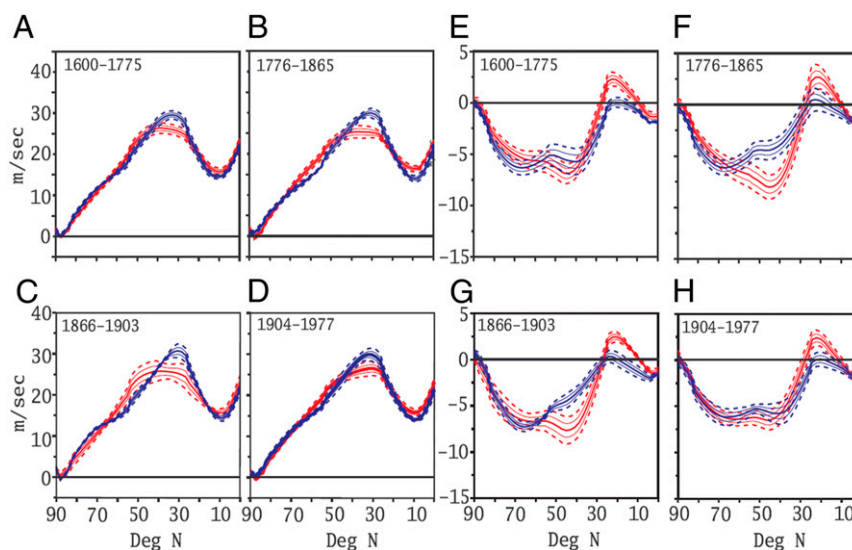 A B E F
40 1600–1775 1776–1865 5 1600–1775 1776–1865
30 0
m/sec 20 -5
10 -10
0 -15
C D G H
40 1866–1903 1904–1977 5 1866–1903 1904–1977
30 0
m/sec 20 -5
10 -10
0 -15
90 70 50 30 10 90 70 50 30 10 90 70 50 30 10 90 70 50 30 10
Deg N Deg N Deg N Deg N